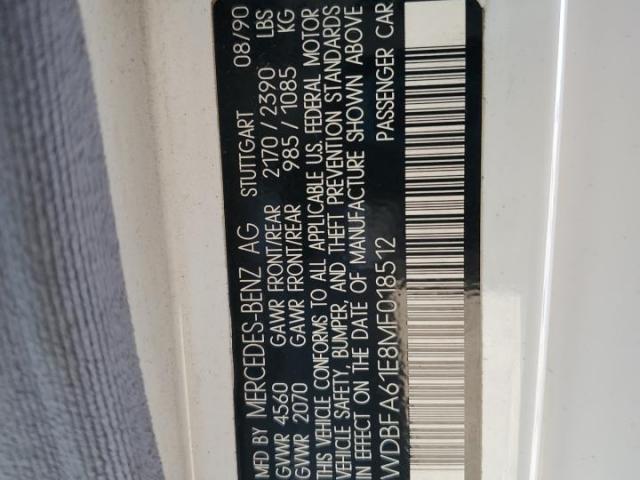 MFD BY MERCEDES-BENZ AG STUTTGART 08/90
GVWR 4560 GAWR FRONT/REAR 2170/2390 LBS
GVWR 2070 GAWR FRONT/REAR 985/1085 KG
THIS VEHICLE CONFORMS TO ALL APPLICABLE U.S. FEDERAL MOTOR
VEHICLE SAFETY, BUMPER, AND THEFT PREVENTION STANDARDS
IN EFFECT ON THE DATE OF MANUFACTURE SHOWN ABOVE
WDBFA61E8MF018512 PASSENGER CAR